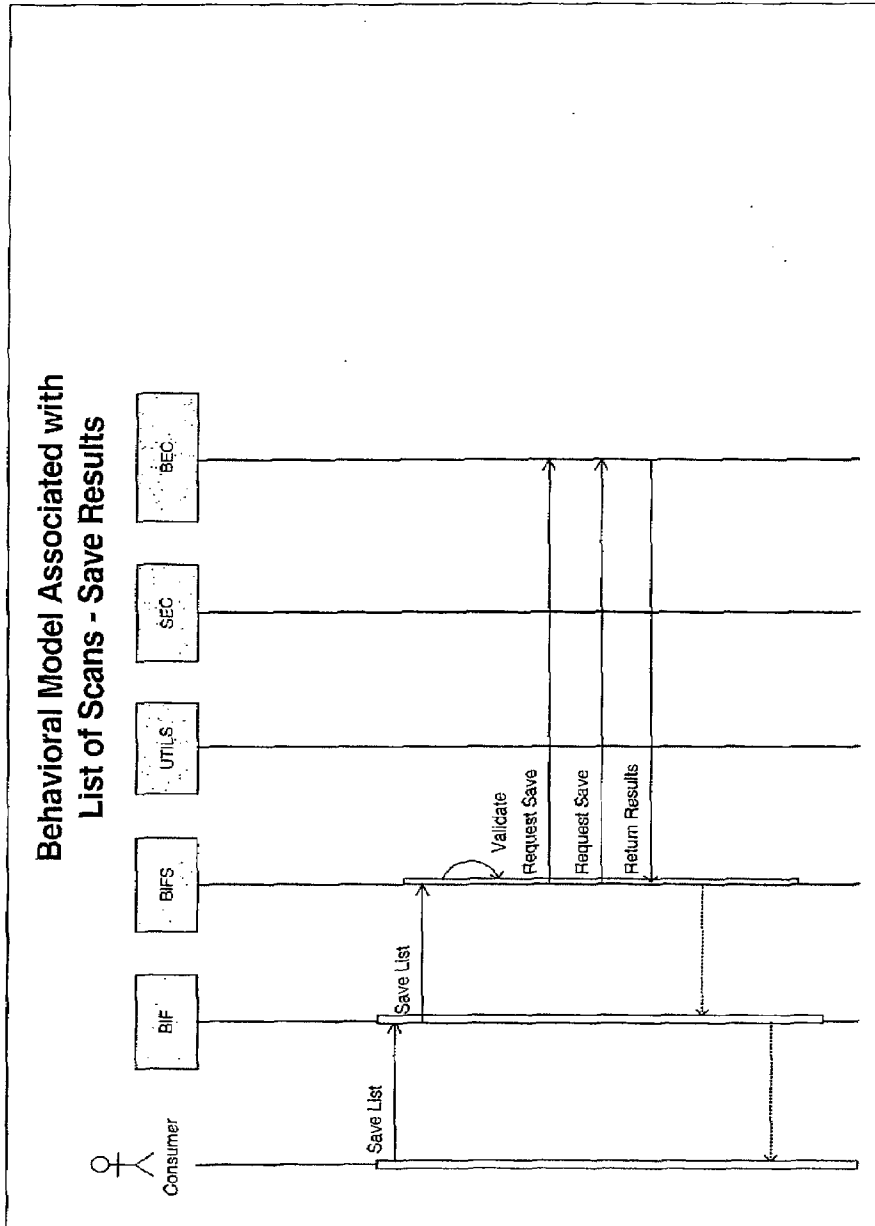 Behavioral Model Associated with
List of Scans - Save Results
Consumer
BIF
BIFS
UTILS
SEC
BEC
Save List
Save List
Validate
Request Save
Request Save
Return Results